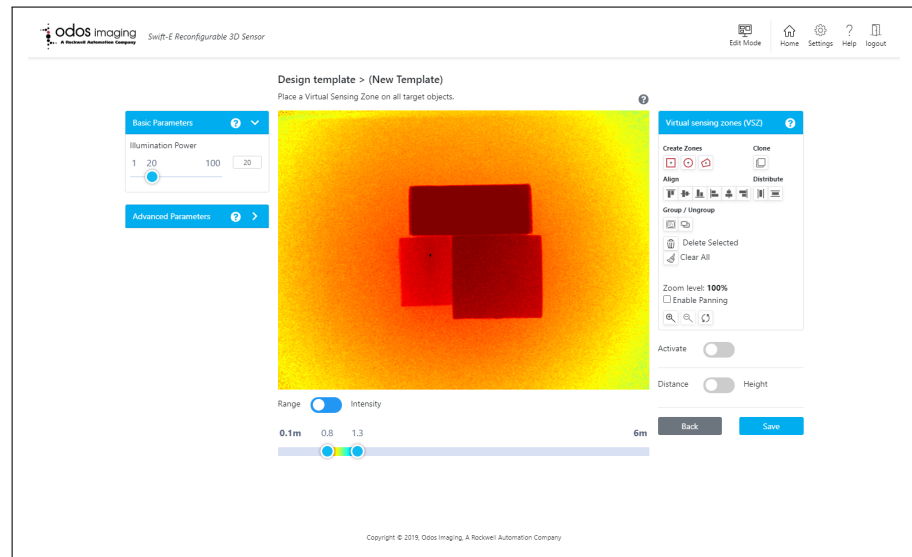 odos imaging
A Rockwell Automation Company
Swift-E Reconfigurable 3D Sensor
Edit Mode
Home
Settings
Help
logout
Design template > (New Template)
Place a Virtual Sensing Zone on all target objects.
Basic Parameters
Illumination Power
1 20 100 20
Advanced Parameters
Virtual sensing zones (VSZ)
Create Zones Clone
Align Distribute
Group / Ungroup
Delete Selected
Clear All
Zoom level: 100%
Enable Panning
Activate
Distance Height
Back Save
Range Intensity
0.1m 0.8 1.3 6m
Copyright © 2019, Odos Imaging, A Rockwell Automation Company